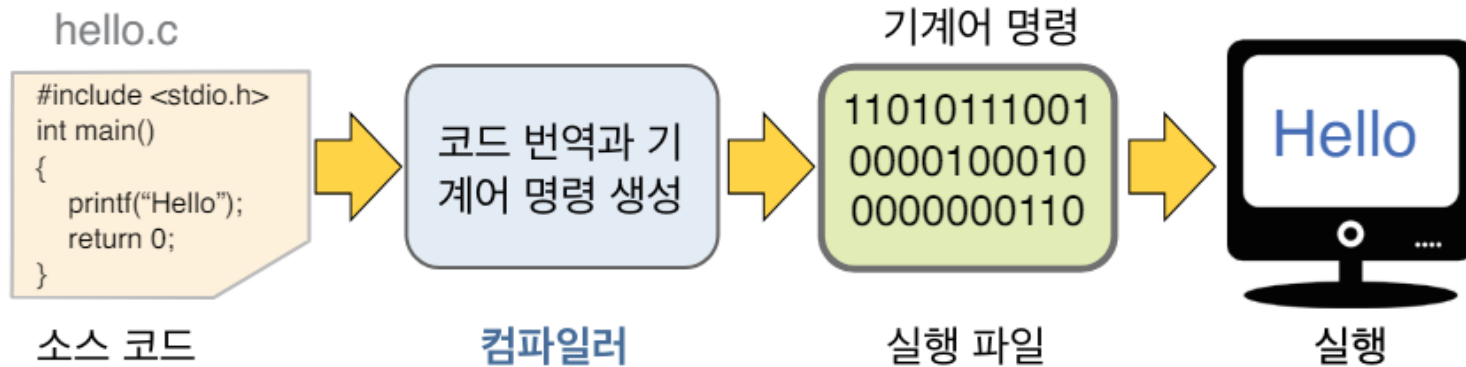 hello.c
#include <stdio.h>
int main()
{
printf(“Hello”);
return 0;
}
소스 코드
코드 번역과 기
계어 명령 생성
컴파일러
기계어 명령
11010111001
0000100010
0000000110
실행 파일
Hello
실행